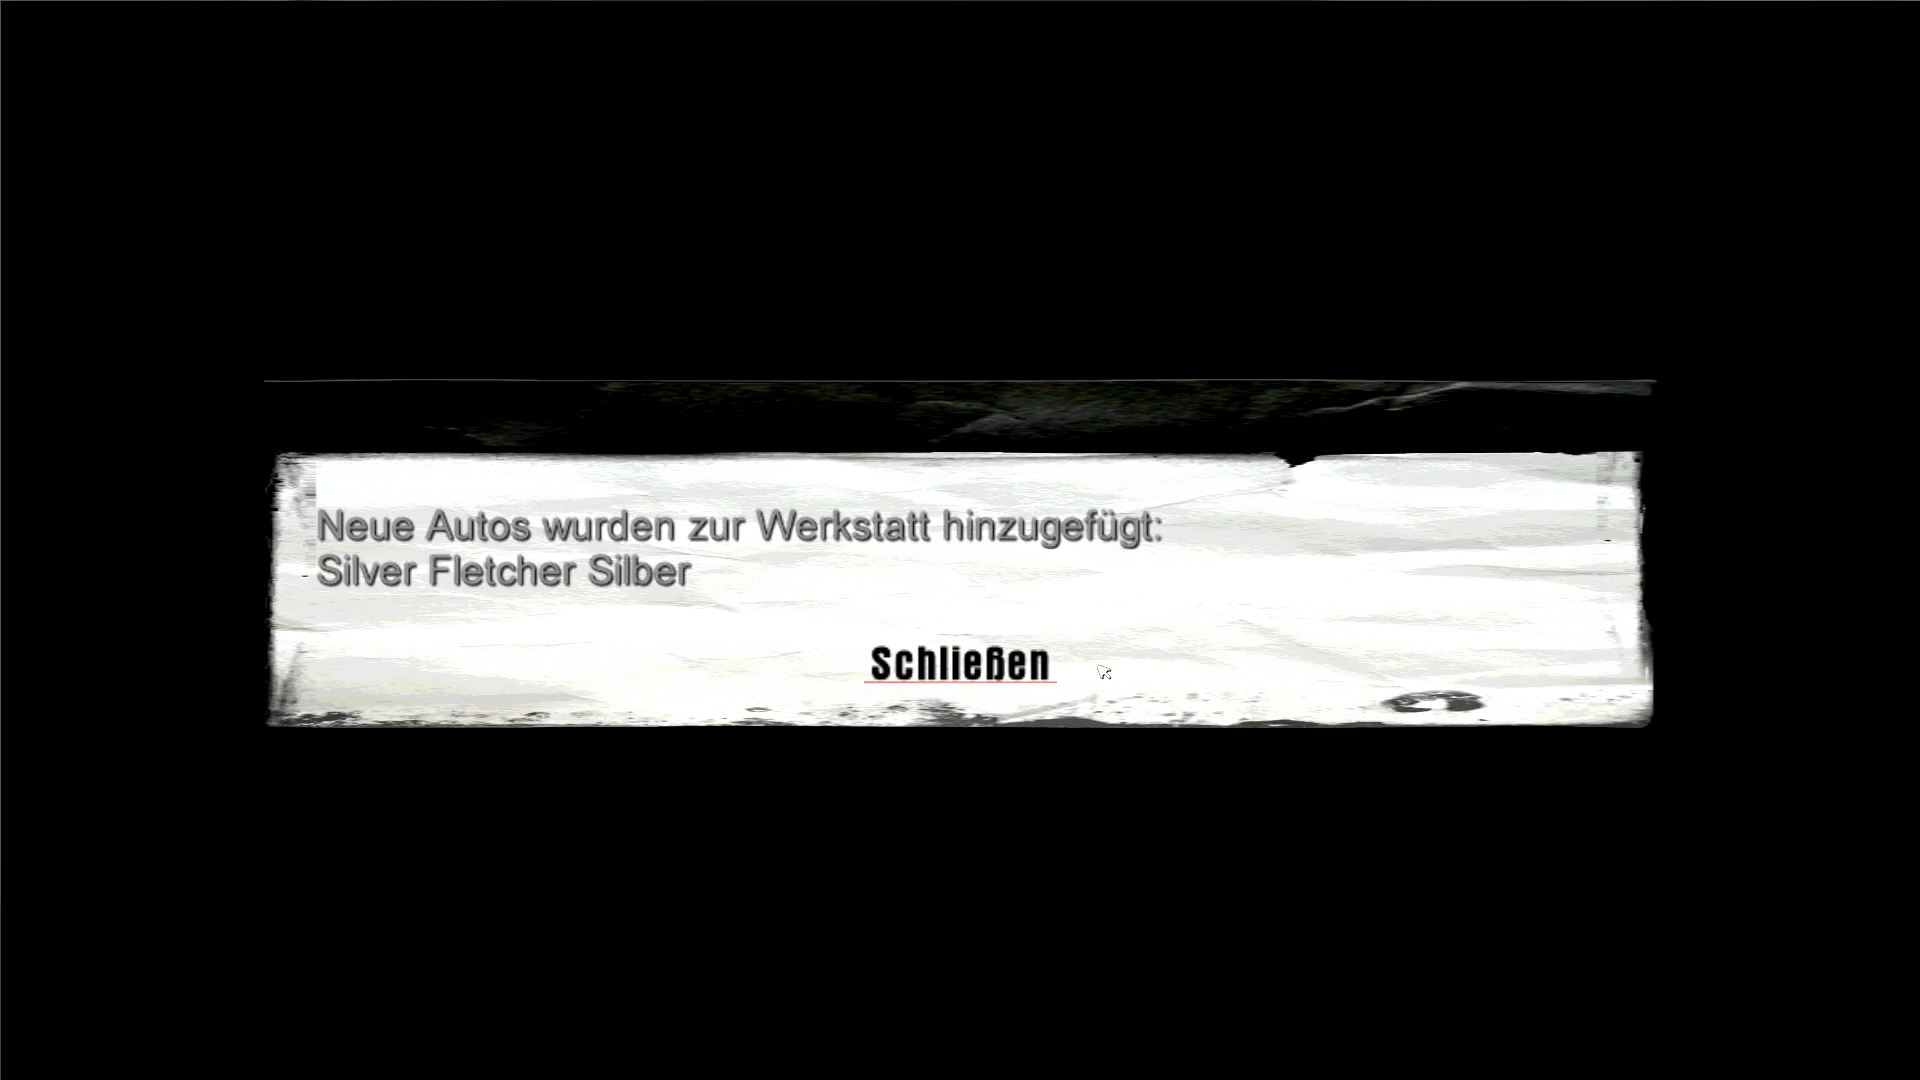 Neue Autos wurden zur Werkstatt hinzugefügt:
Silver Fletcher Silber
Schließen